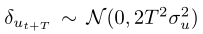 δ_{u_{t+T}} ∼ 𝒩(0, 2T²σ_u²)